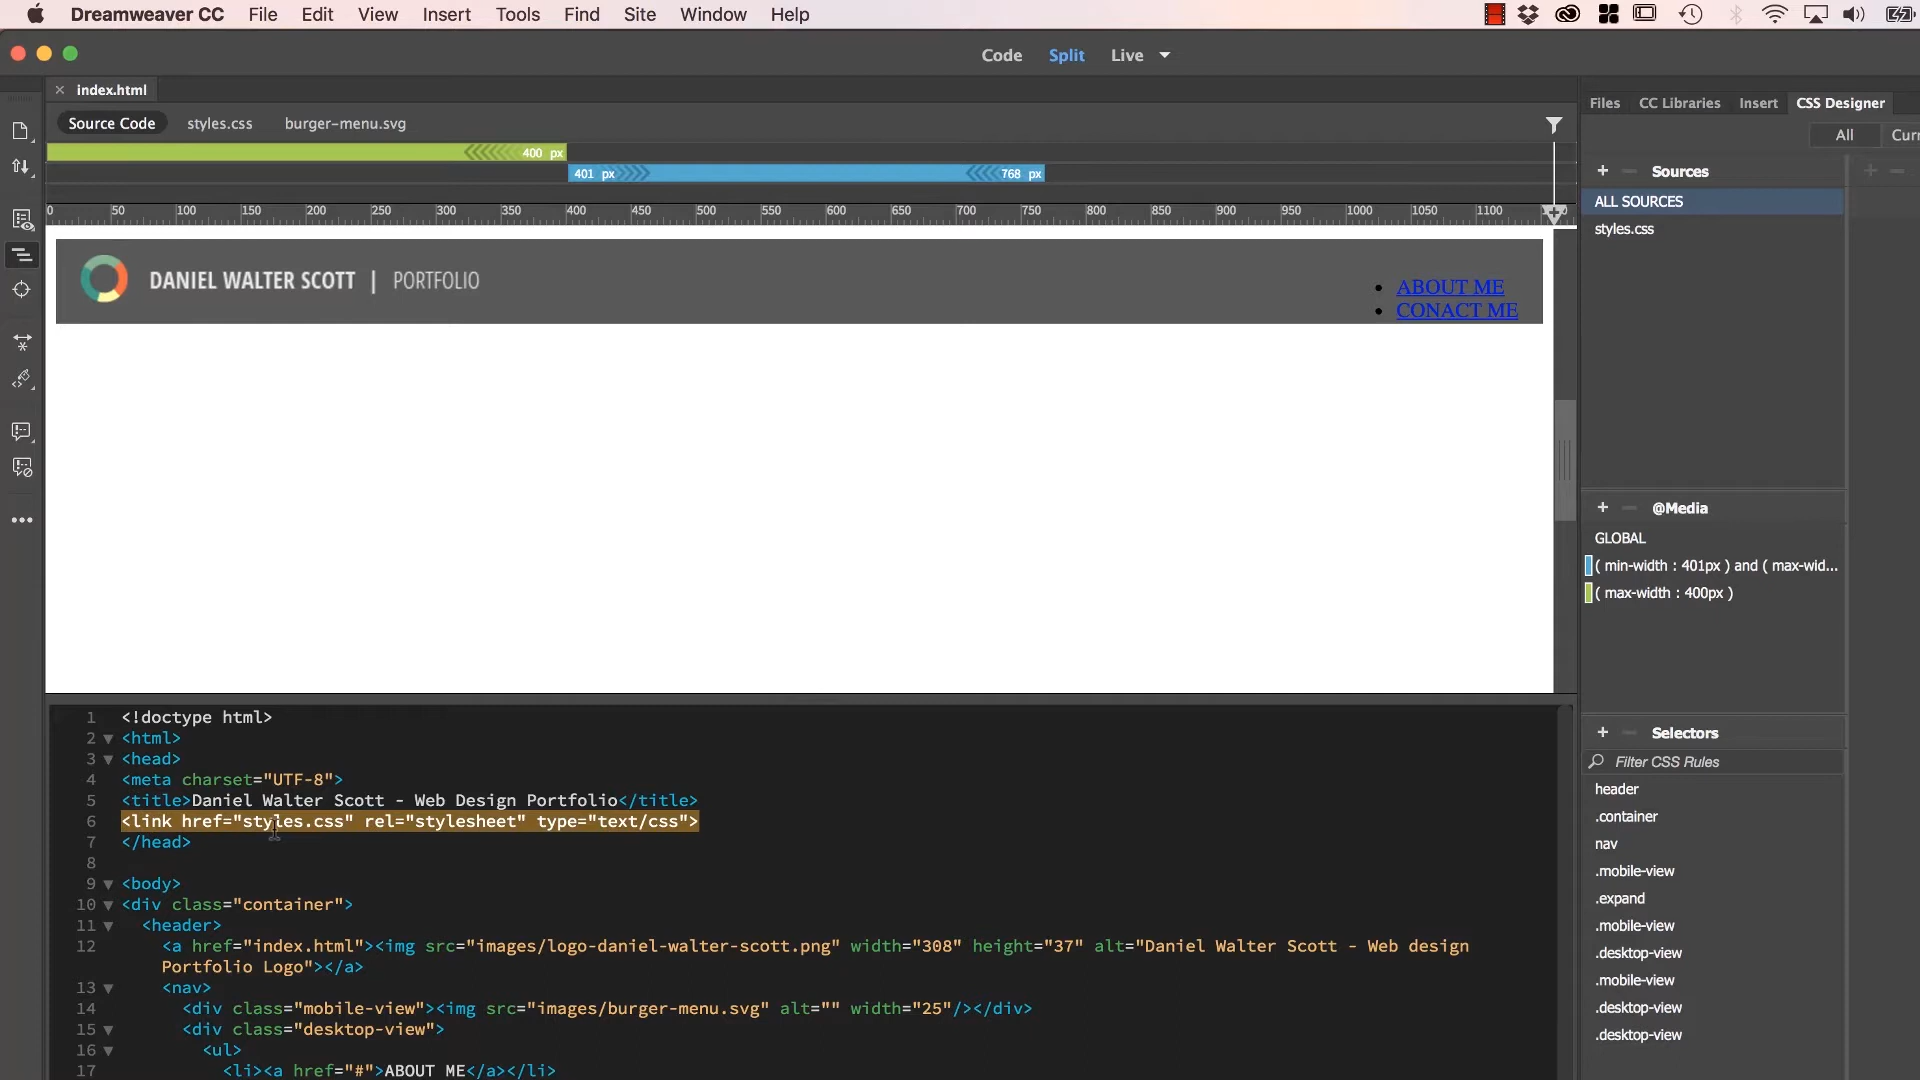 Dreamweaver CC File Edit View Insert Tools Find Site Window Help
Code Split Live
index.html
Source Code styles.css burger-menu.svg
400 px
401 px 768 px
0 50 100 150 200 250 300 350 400 450 500 550 600 650 700 750 800 850 900 950 1000 1050 1100
DANIEL WALTER SCOTT | PORTFOLIO
• ABOUT ME
• CONACT ME
Files CC Libraries Insert CSS Designer
All Curr
+ − Sources + −
ALL SOURCES
styles.css
+ − @Media
GLOBAL
( min-width : 401px ) and ( max-wid...
( max-width : 400px )
+ − Selectors
Filter CSS Rules
header
.container
nav
.mobile-view
.expand
.mobile-view
.desktop-view
.mobile-view
.desktop-view
.desktop-view
1 <!doctype html>
2 <html>
3 <head>
4 <meta charset="UTF-8">
5 <title>Daniel Walter Scott - Web Design Portfolio</title>
6 <link href="styles.css" rel="stylesheet" type="text/css">
7 </head>
8
9 <body>
10 <div class="container">
11 <header>
12 <a href="index.html"><img src="images/logo-daniel-walter-scott.png" width="308" height="37" alt="Daniel Walter Scott - Web design
Portfolio Logo"></a>
13 <nav>
14 <div class="mobile-view"><img src="images/burger-menu.svg" alt="" width="25"/></div>
15 <div class="desktop-view">
16 <ul>
17 <li><a href="#">ABOUT ME</a></li>